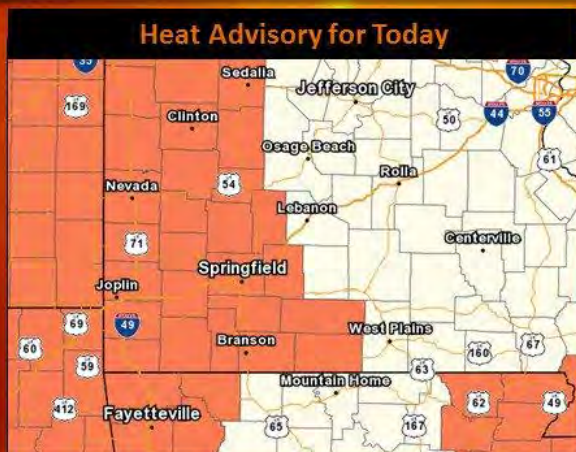 Heat Advisory for Today
35
70
Sedalia
Jefferson City
169
44
55
Clinton
50
Osage Beach
61
Rolla
54
Nevada
Lebanon
71
Centerville
Springfield
Joplin
69
49
West Plains
60
Branson
160
67
59
63
Mountain Home
412
62
49
Fayetteville
65
167